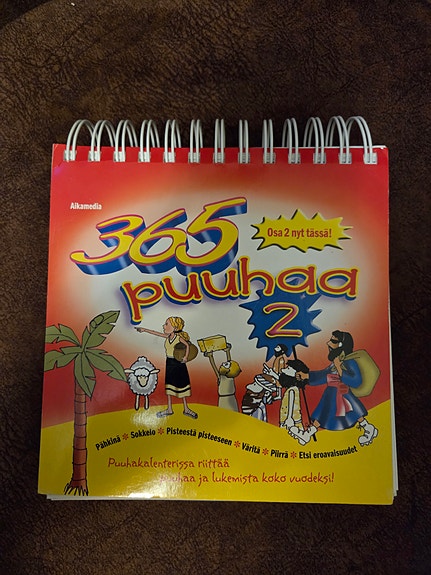 Aikamedia
365
Osa 2 nyt tässä!
puuhaa
2
Pähkinä ✻ Sokkelo ✻ Pisteestä pisteeseen ✻ Väritä ✻ Piirrä ✻ Etsi eroavaisuudet
Puuhakalenterissa riittää
puuhaa ja lukemista koko vuodeksi!